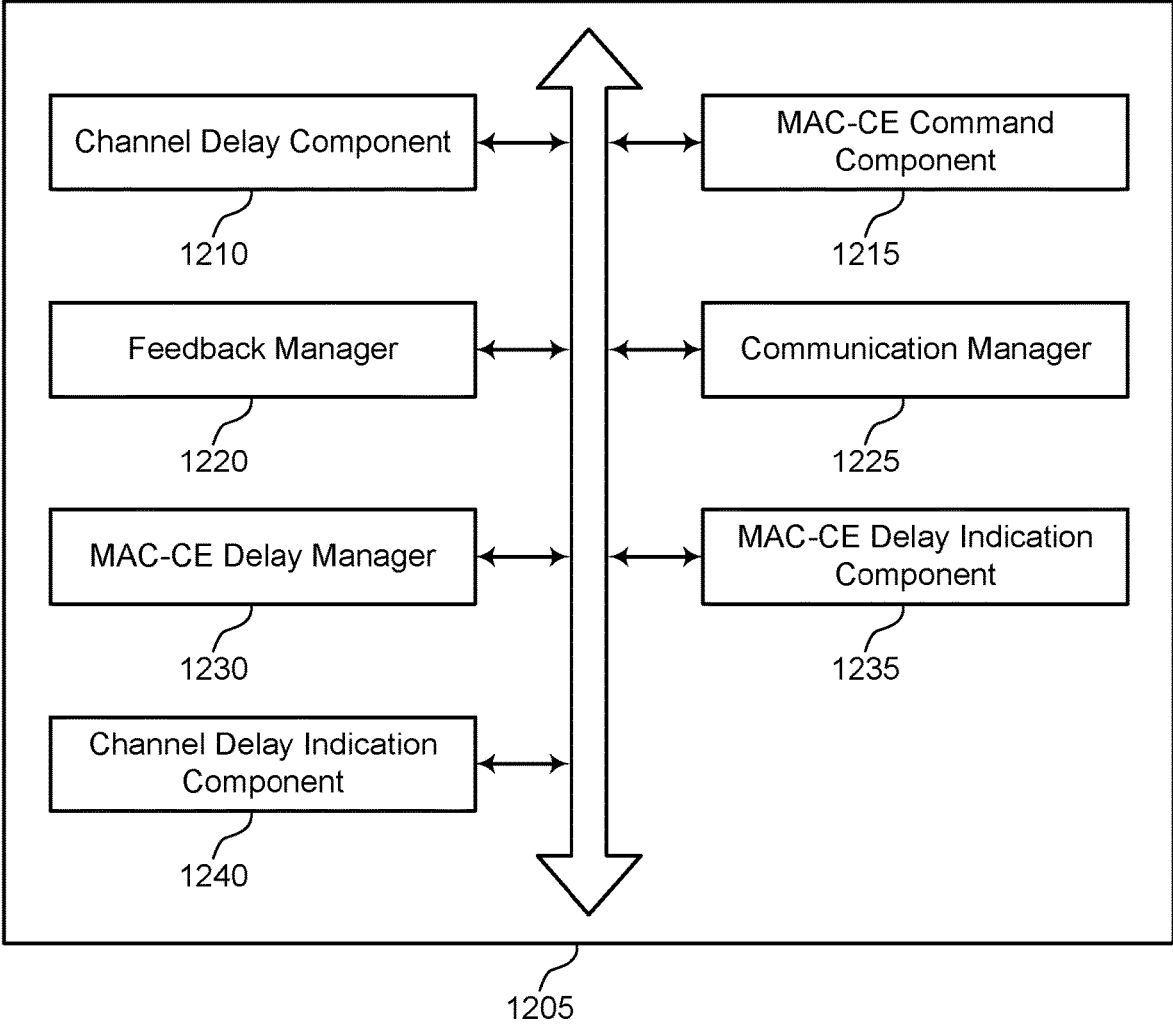 Channel Delay Component
1210
MAC-CE Command
Component
1215
Feedback Manager
1220
Communication Manager
1225
MAC-CE Delay Manager
1230
MAC-CE Delay Indication
Component
1235
Channel Delay Indication
Component
1240
1205